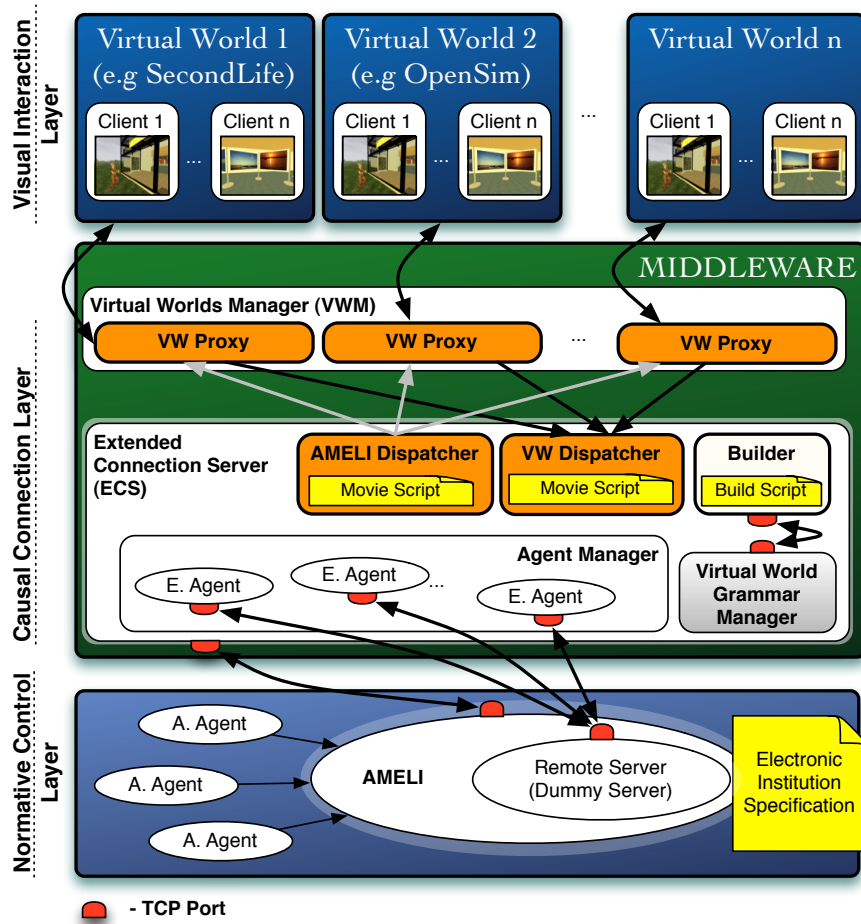 Visual Interaction
Layer
Virtual World 1
(e.g SecondLife)
Client 1
...
Client n
Virtual World 2
(e.g OpenSim)
Client 1
...
Client n
...
Virtual World n
Client 1
...
Client n
Causal Connection Layer
MIDDLEWARE
Virtual Worlds Manager (VWM)
VW Proxy
VW Proxy
...
VW Proxy
Extended
Connection Server
(ECS)
AMELI Dispatcher
Movie Script
VW Dispatcher
Movie Script
Builder
Build Script
Agent Manager
E. Agent
E. Agent
...
E. Agent
Virtual World
Grammar
Manager
Normative Control
Layer
A. Agent
A. Agent
A. Agent
AMELI
Remote Server
(Dummy Server)
Electronic
Institution
Specification
- TCP Port